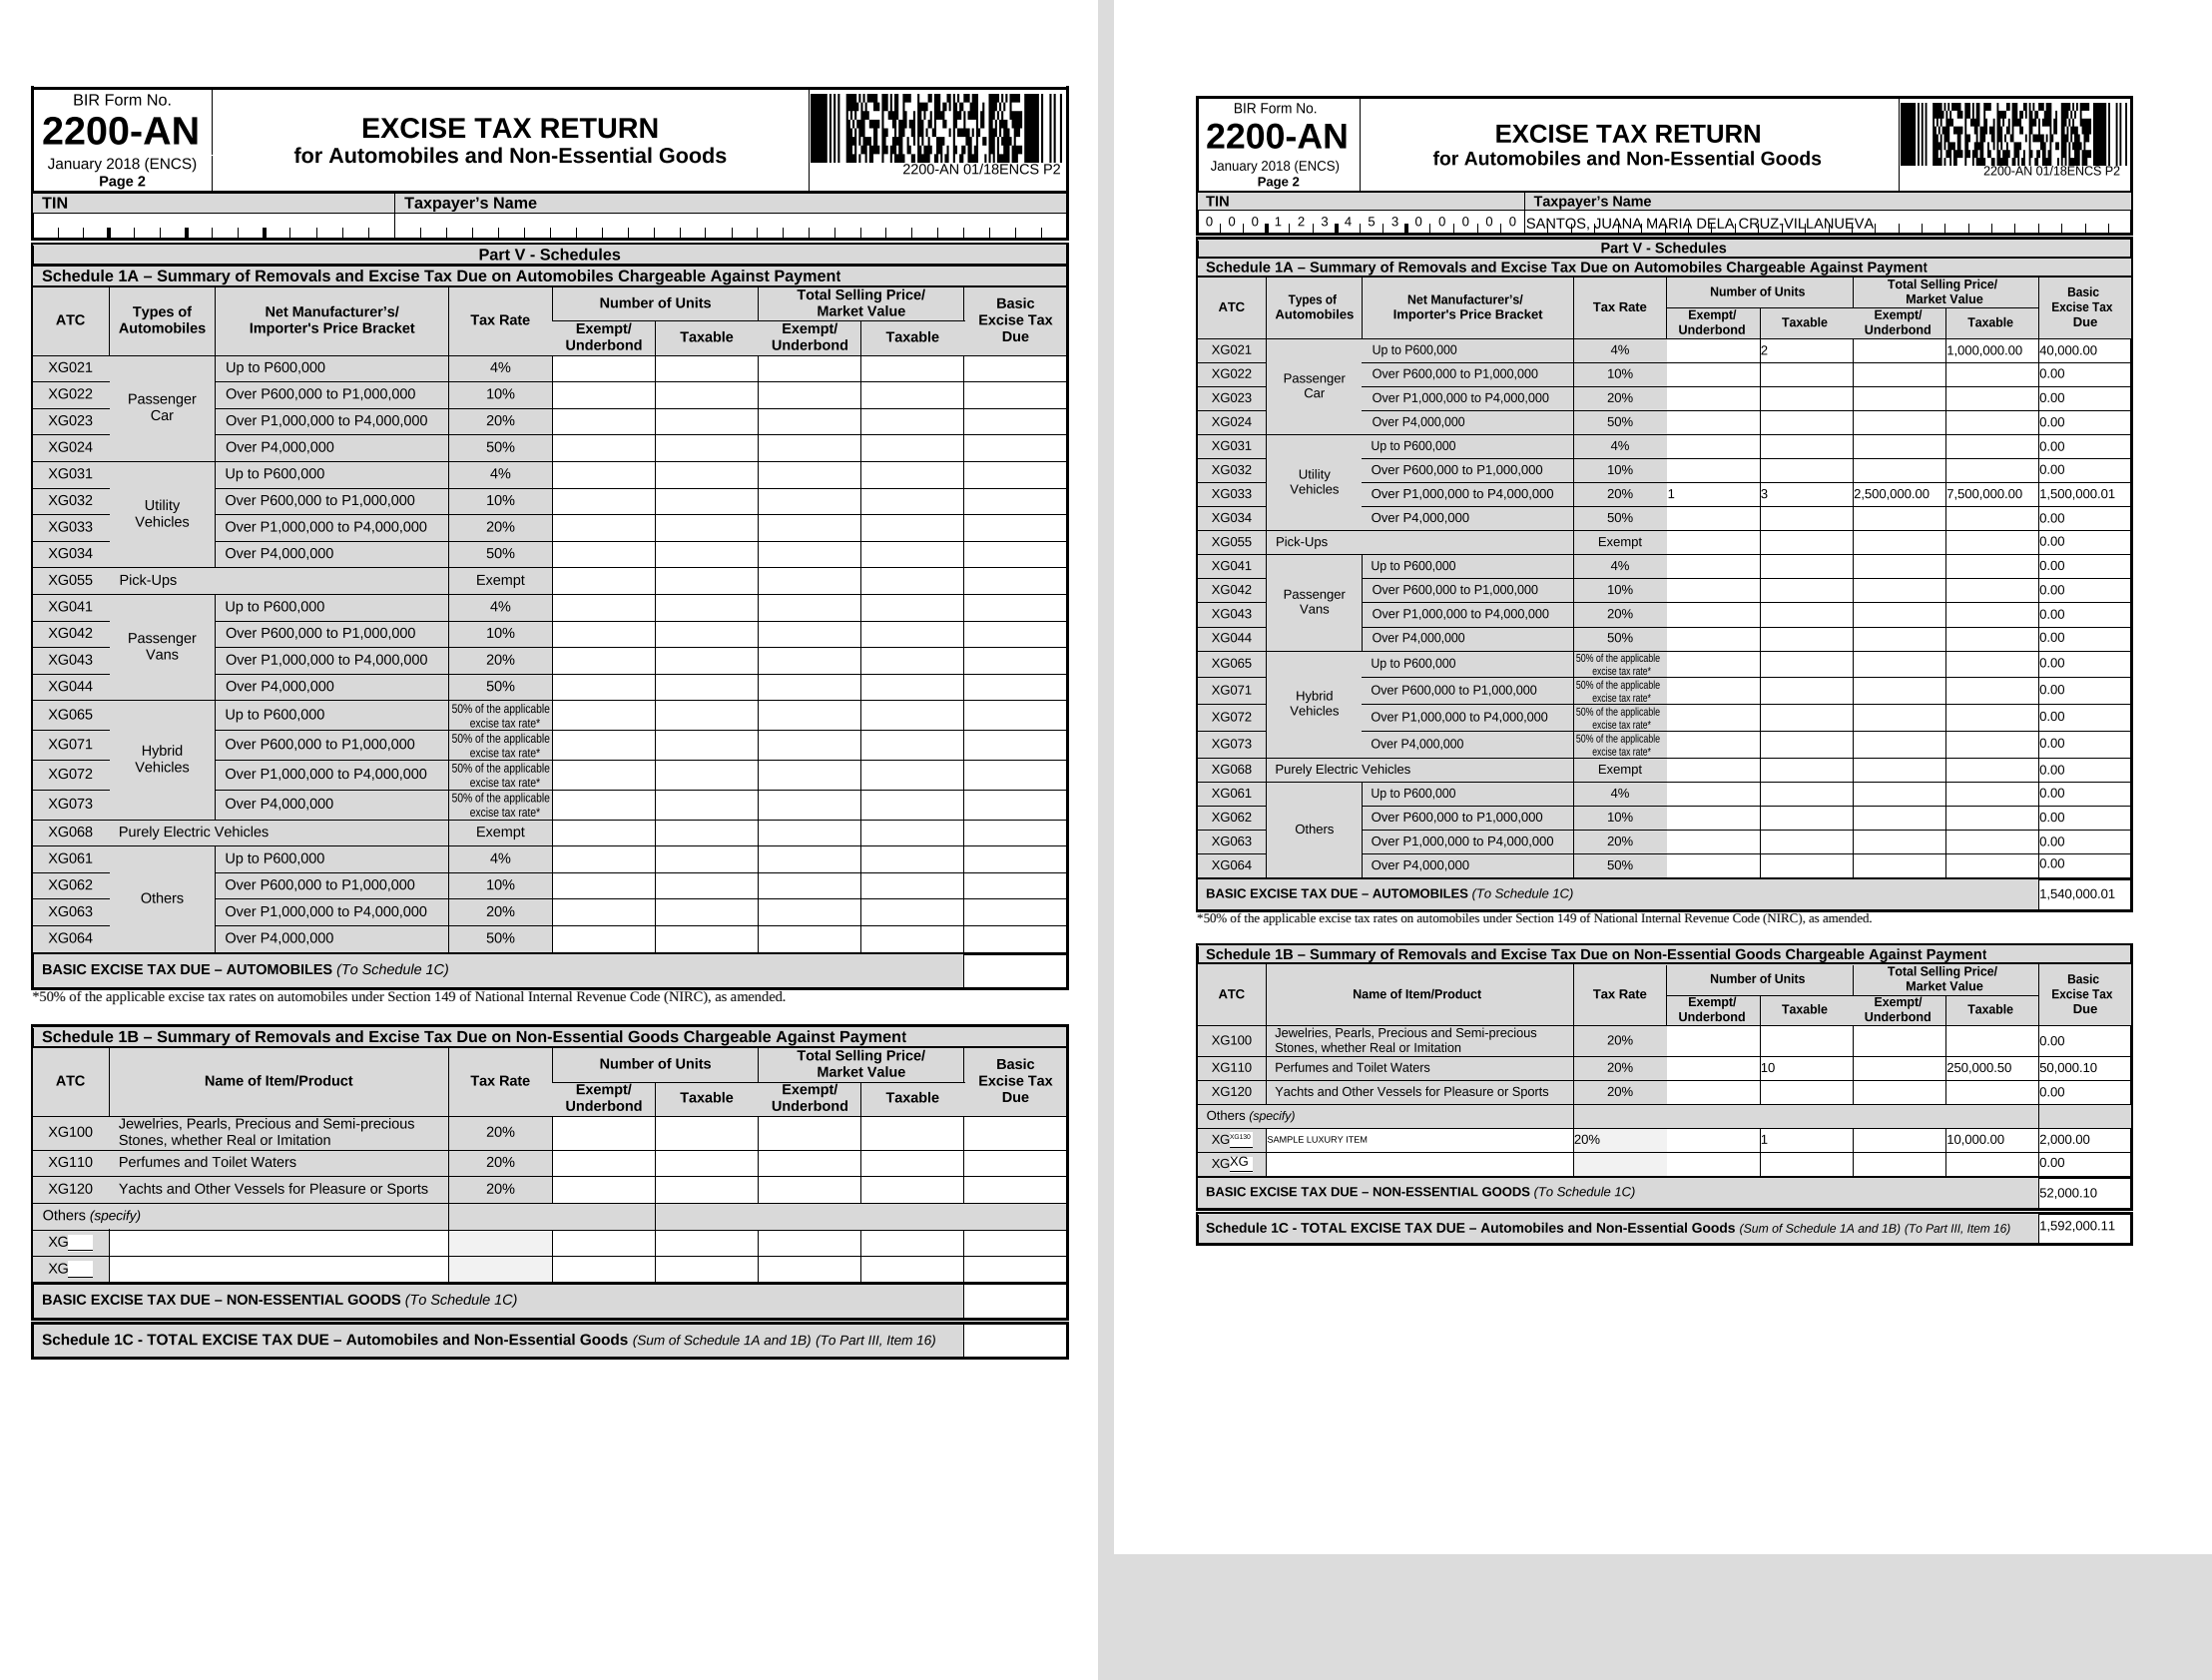 BIR Form No.
2200-AN
January 2018 (ENCS)
Page 2
EXCISE TAX RETURN
for Automobiles and Non-Essential Goods
2200-AN 01/18ENCS P2
TIN Taxpayer’s Name
Part V - Schedules
Schedule 1A – Summary of Removals and Excise Tax Due on Automobiles Chargeable Against Payment
ATC Types of Automobiles Net Manufacturer’s/ Importer's Price Bracket Tax Rate Number of Units Total Selling Price/ Market Value Basic Excise Tax Due
Exempt/ Underbond Taxable Exempt/ Underbond Taxable
XG021 Passenger Car Up to P600,000 4%
XG022 Over P600,000 to P1,000,000 10%
XG023 Over P1,000,000 to P4,000,000 20%
XG024 Over P4,000,000 50%
XG031 Utility Vehicles Up to P600,000 4%
XG032 Over P600,000 to P1,000,000 10%
XG033 Over P1,000,000 to P4,000,000 20%
XG034 Over P4,000,000 50%
XG055 Pick-Ups Exempt
XG041 Passenger Vans Up to P600,000 4%
XG042 Over P600,000 to P1,000,000 10%
XG043 Over P1,000,000 to P4,000,000 20%
XG044 Over P4,000,000 50%
XG065 Hybrid Vehicles Up to P600,000 50% of the applicable excise tax rate*
XG071 Over P600,000 to P1,000,000 50% of the applicable excise tax rate*
XG072 Over P1,000,000 to P4,000,000 50% of the applicable excise tax rate*
XG073 Over P4,000,000 50% of the applicable excise tax rate*
XG068 Purely Electric Vehicles Exempt
XG061 Others Up to P600,000 4%
XG062 Over P600,000 to P1,000,000 10%
XG063 Over P1,000,000 to P4,000,000 20%
XG064 Over P4,000,000 50%
BASIC EXCISE TAX DUE – AUTOMOBILES (To Schedule 1C)
*50% of the applicable excise tax rates on automobiles under Section 149 of National Internal Revenue Code (NIRC), as amended.
Schedule 1B – Summary of Removals and Excise Tax Due on Non-Essential Goods Chargeable Against Payment
ATC Name of Item/Product Tax Rate Number of Units Total Selling Price/ Market Value Basic Excise Tax Due
Exempt/ Underbond Taxable Exempt/ Underbond Taxable
XG100 Jewelries, Pearls, Precious and Semi-precious Stones, whether Real or Imitation 20%
XG110 Perfumes and Toilet Waters 20%
XG120 Yachts and Other Vessels for Pleasure or Sports 20%
Others (specify)
XG
XG
BASIC EXCISE TAX DUE – NON-ESSENTIAL GOODS (To Schedule 1C)
Schedule 1C - TOTAL EXCISE TAX DUE – Automobiles and Non-Essential Goods (Sum of Schedule 1A and 1B) (To Part III, Item 16)
BIR Form No.
2200-AN
January 2018 (ENCS)
Page 2
EXCISE TAX RETURN
for Automobiles and Non-Essential Goods
2200-AN 01/18ENCS P2
TIN Taxpayer’s Name
0 0 0 1 2 3 4 5 3 0 0 0 0 0 SANTOS, JUANA MARIA DELA CRUZ-VILLANUEVA
Part V - Schedules
Schedule 1A – Summary of Removals and Excise Tax Due on Automobiles Chargeable Against Payment
ATC Types of Automobiles Net Manufacturer’s/ Importer's Price Bracket Tax Rate Number of Units Total Selling Price/ Market Value Basic Excise Tax Due
Exempt/ Underbond Taxable Exempt/ Underbond Taxable
XG021 Passenger Car Up to P600,000 4% 2 1,000,000.00 40,000.00
XG022 Over P600,000 to P1,000,000 10% 0.00
XG023 Over P1,000,000 to P4,000,000 20% 0.00
XG024 Over P4,000,000 50% 0.00
XG031 Utility Vehicles Up to P600,000 4% 0.00
XG032 Over P600,000 to P1,000,000 10% 0.00
XG033 Over P1,000,000 to P4,000,000 20% 1 3 2,500,000.00 7,500,000.00 1,500,000.01
XG034 Over P4,000,000 50% 0.00
XG055 Pick-Ups Exempt 0.00
XG041 Passenger Vans Up to P600,000 4% 0.00
XG042 Over P600,000 to P1,000,000 10% 0.00
XG043 Over P1,000,000 to P4,000,000 20% 0.00
XG044 Over P4,000,000 50% 0.00
XG065 Hybrid Vehicles Up to P600,000 50% of the applicable excise tax rate* 0.00
XG071 Over P600,000 to P1,000,000 50% of the applicable excise tax rate* 0.00
XG072 Over P1,000,000 to P4,000,000 50% of the applicable excise tax rate* 0.00
XG073 Over P4,000,000 50% of the applicable excise tax rate* 0.00
XG068 Purely Electric Vehicles Exempt 0.00
XG061 Others Up to P600,000 4% 0.00
XG062 Over P600,000 to P1,000,000 10% 0.00
XG063 Over P1,000,000 to P4,000,000 20% 0.00
XG064 Over P4,000,000 50% 0.00
BASIC EXCISE TAX DUE – AUTOMOBILES (To Schedule 1C) 1,540,000.01
*50% of the applicable excise tax rates on automobiles under Section 149 of National Internal Revenue Code (NIRC), as amended.
Schedule 1B – Summary of Removals and Excise Tax Due on Non-Essential Goods Chargeable Against Payment
ATC Name of Item/Product Tax Rate Number of Units Total Selling Price/ Market Value Basic Excise Tax Due
Exempt/ Underbond Taxable Exempt/ Underbond Taxable
XG100 Jewelries, Pearls, Precious and Semi-precious Stones, whether Real or Imitation 20% 0.00
XG110 Perfumes and Toilet Waters 20% 10 250,000.50 50,000.10
XG120 Yachts and Other Vessels for Pleasure or Sports 20% 0.00
Others (specify)
XG XG130 SAMPLE LUXURY ITEM 20% 1 10,000.00 2,000.00
XG XG 0.00
BASIC EXCISE TAX DUE – NON-ESSENTIAL GOODS (To Schedule 1C) 52,000.10
Schedule 1C - TOTAL EXCISE TAX DUE – Automobiles and Non-Essential Goods (Sum of Schedule 1A and 1B) (To Part III, Item 16) 1,592,000.11